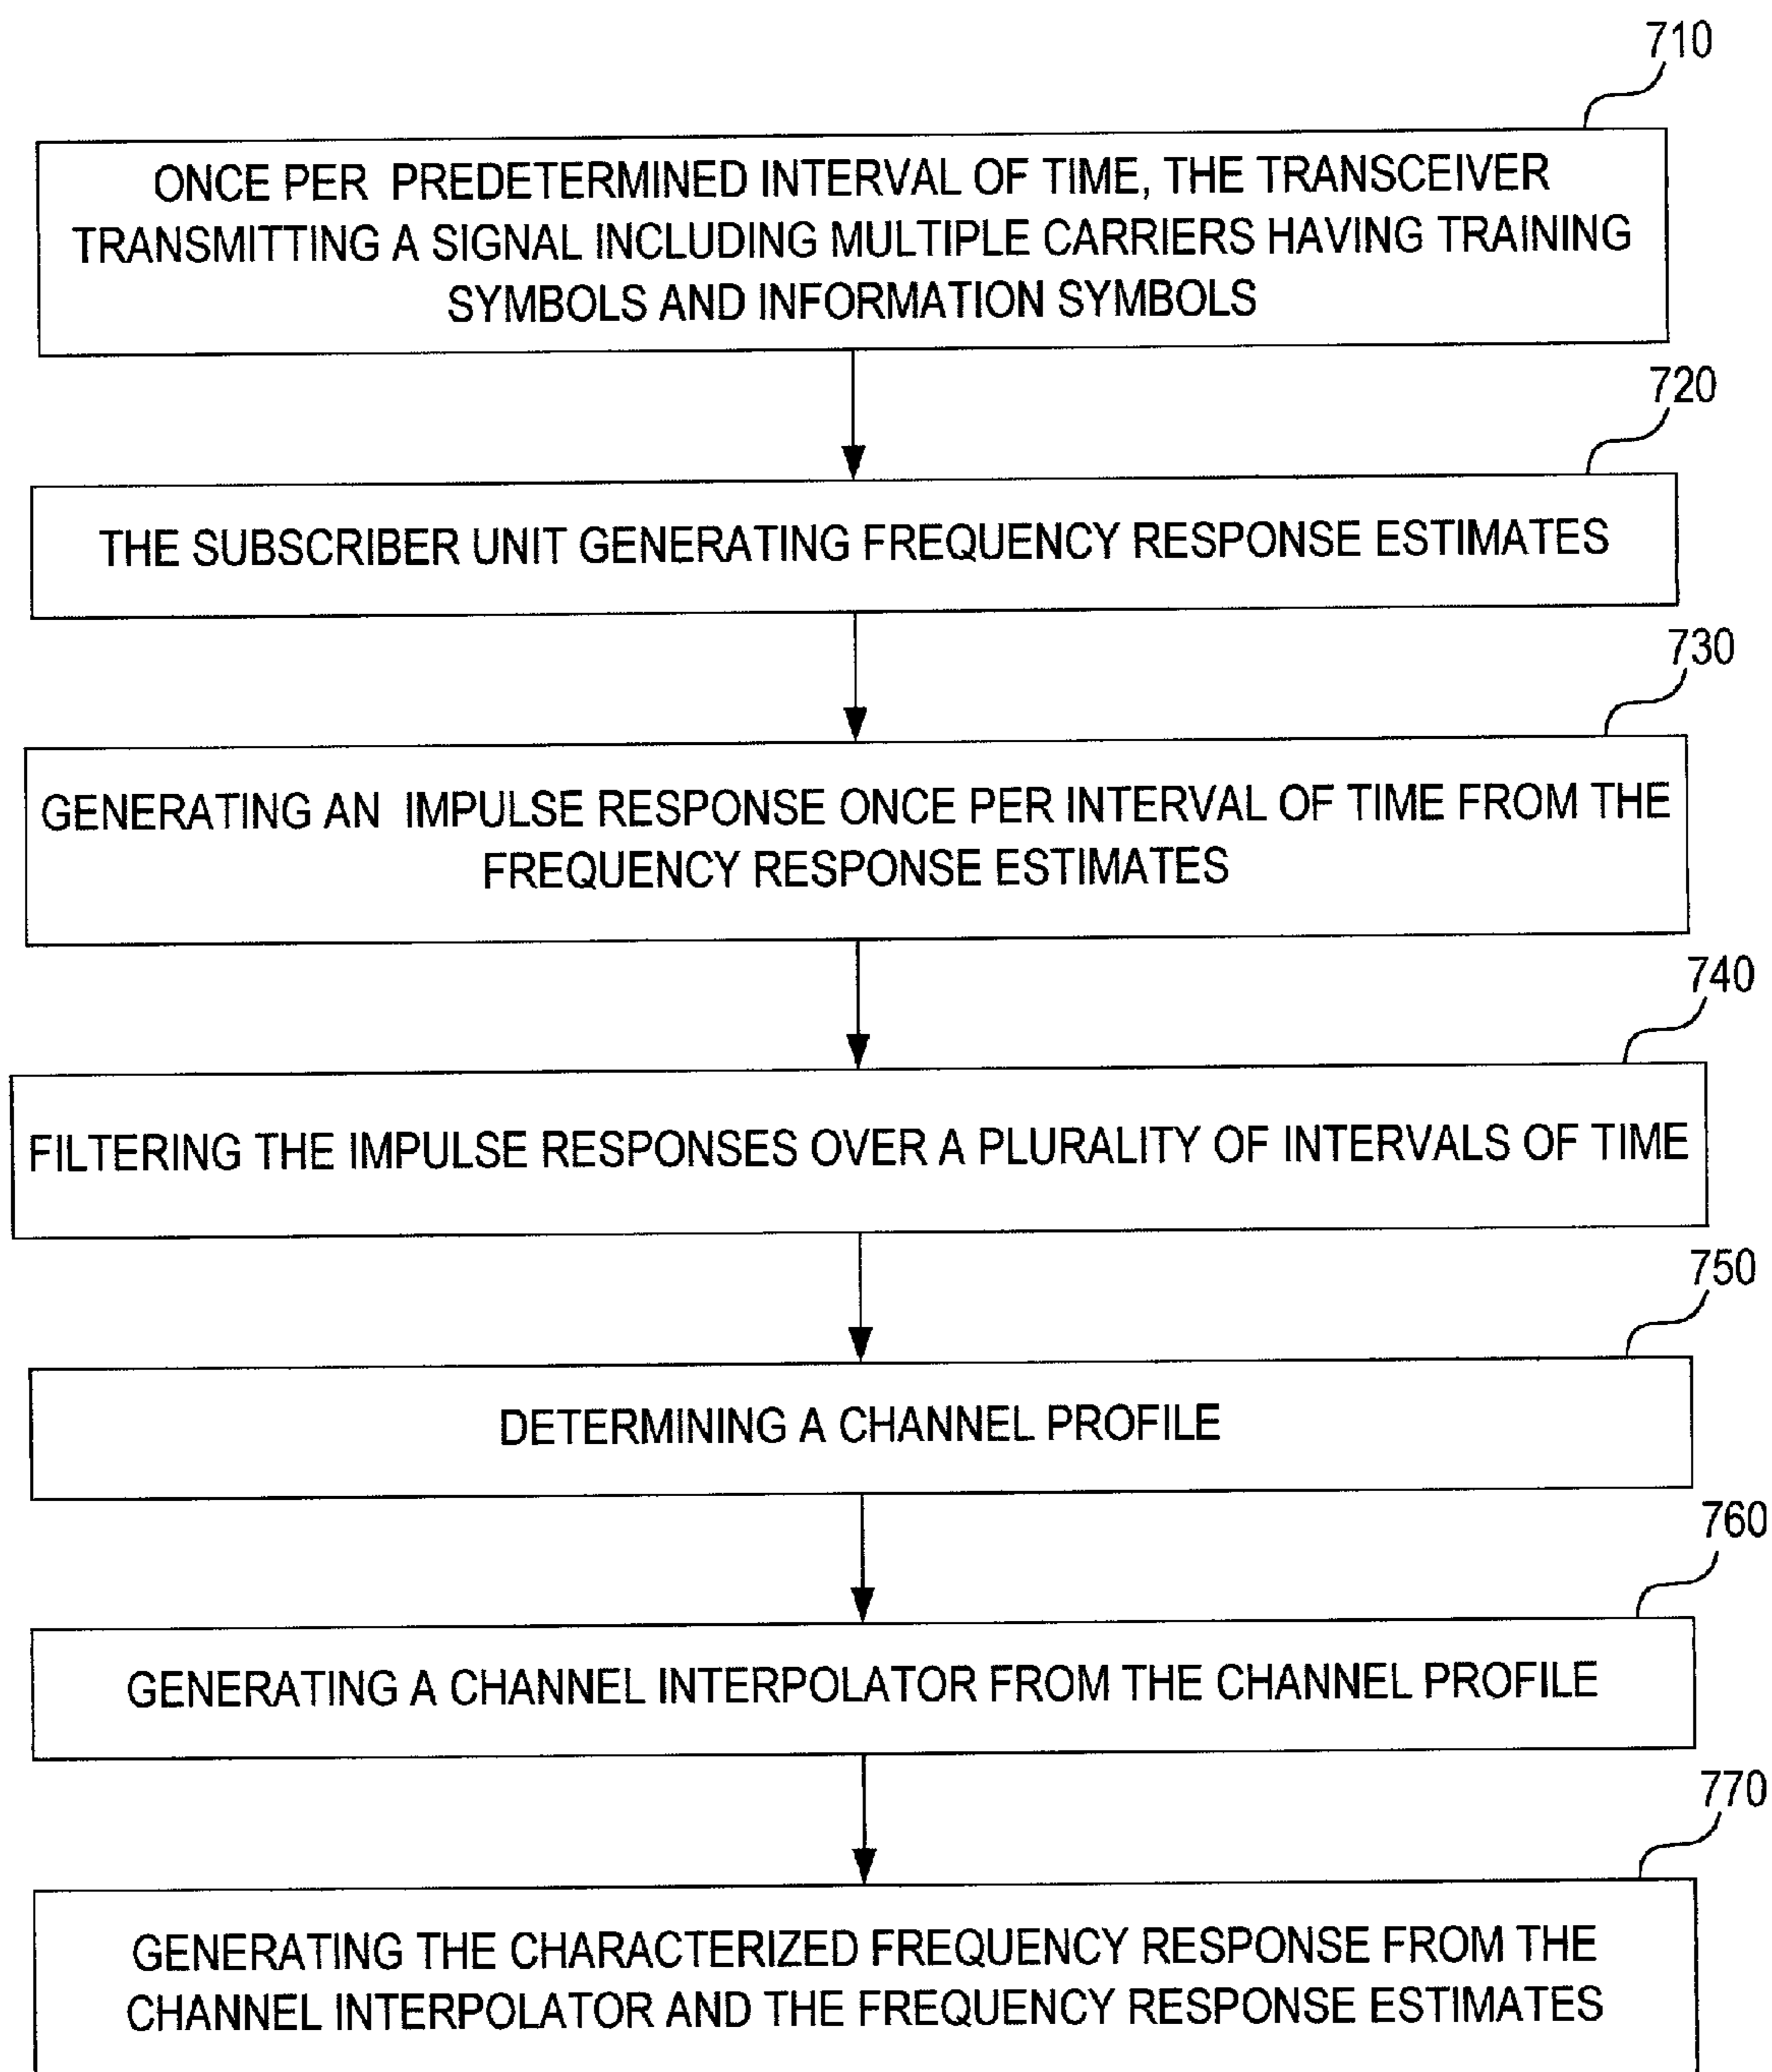 710
ONCE PER PREDETERMINED INTERVAL OF TIME, THE TRANSCEIVER
TRANSMITTING A SIGNAL INCLUDING MULTIPLE CARRIERS HAVING TRAINING
SYMBOLS AND INFORMATION SYMBOLS
720
THE SUBSCRIBER UNIT GENERATING FREQUENCY RESPONSE ESTIMATES
730
GENERATING AN IMPULSE RESPONSE ONCE PER INTERVAL OF TIME FROM THE
FREQUENCY RESPONSE ESTIMATES
740
FILTERING THE IMPULSE RESPONSES OVER A PLURALITY OF INTERVALS OF TIME
750
DETERMINING A CHANNEL PROFILE
760
GENERATING A CHANNEL INTERPOLATOR FROM THE CHANNEL PROFILE
770
GENERATING THE CHARACTERIZED FREQUENCY RESPONSE FROM THE
CHANNEL INTERPOLATOR AND THE FREQUENCY RESPONSE ESTIMATES